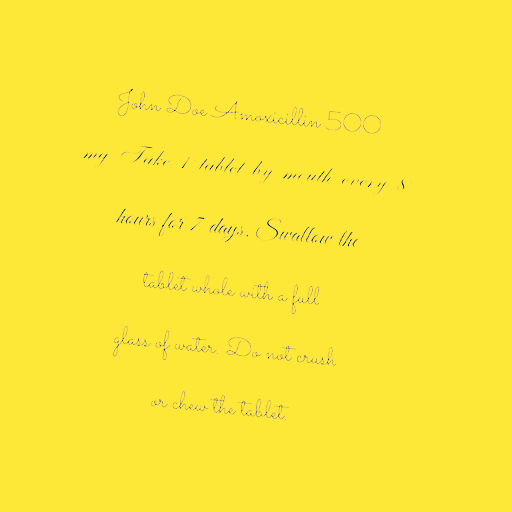 John Doe Amoxicillin 500
mg Take 1 tablet by mouth every 8
hours for 7 days. Swallow the
tablet whole with a full
glass of water. Do not crush
or chew the tablet.